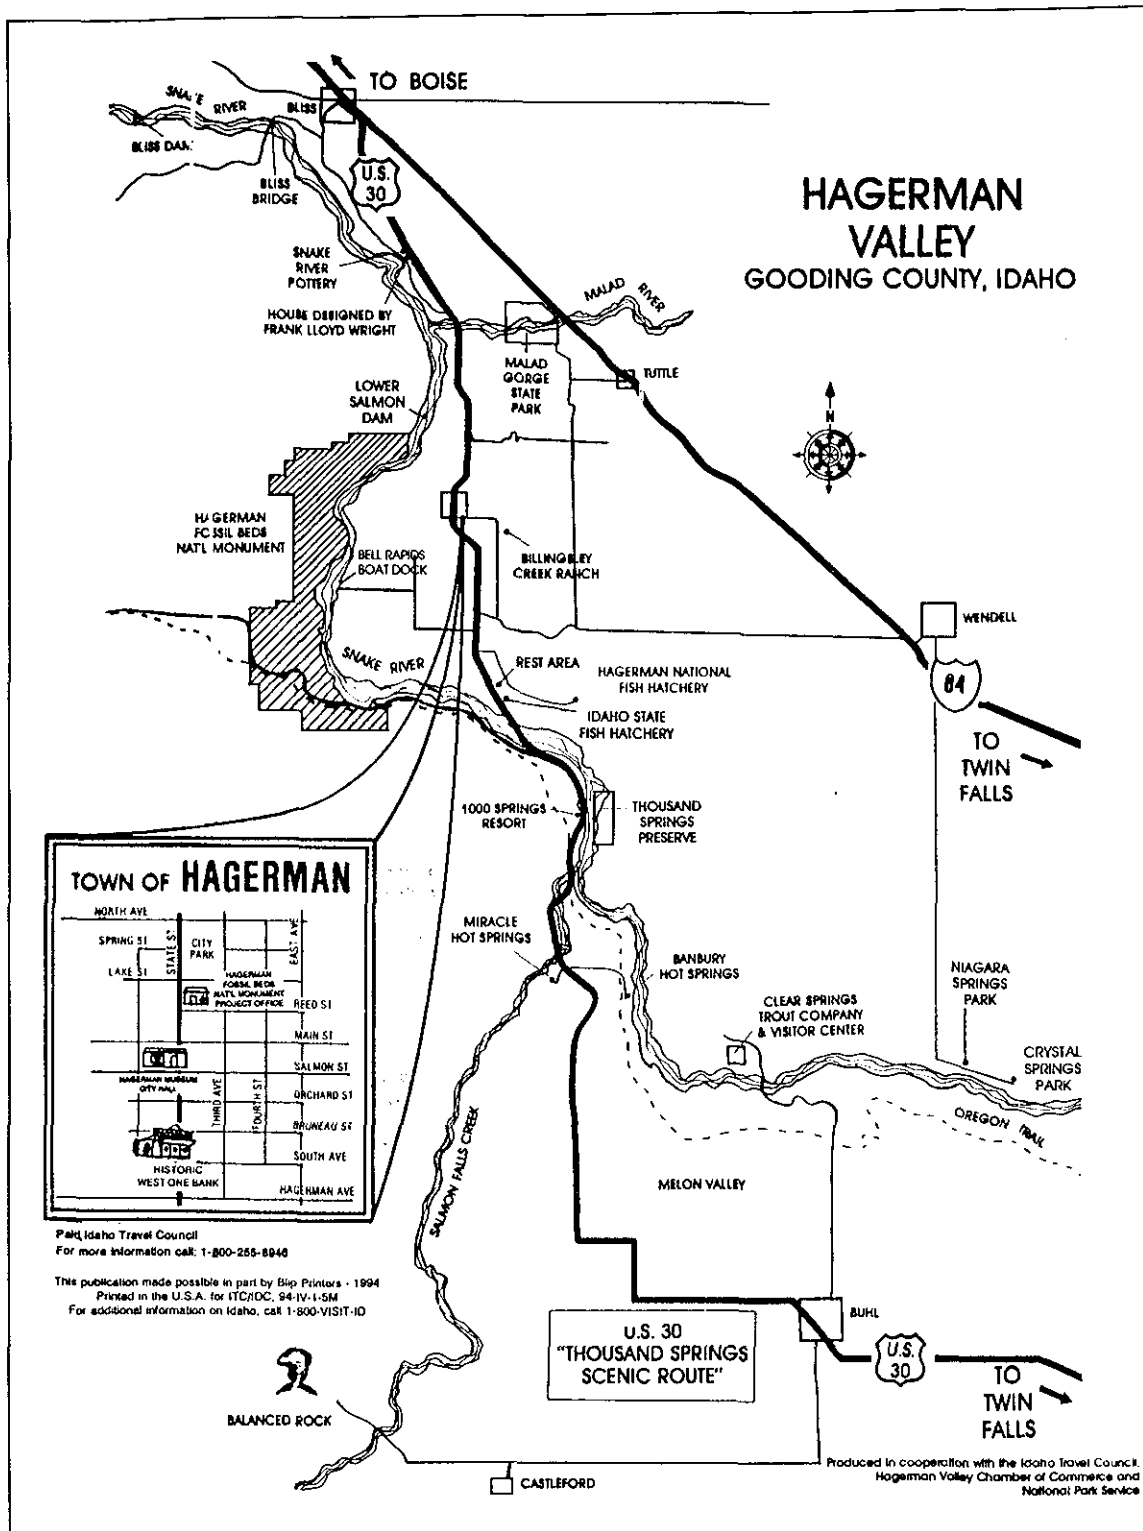 TO BOISE
SNAKE RIVER
BLISS
BLISS DAM
BLISS
BRIDGE
U.S.
30
HAGERMAN
VALLEY
GOODING COUNTY, IDAHO
SNAKE
RIVER
POTTERY
HOUSE DESIGNED BY
FRANK LLOYD WRIGHT
MALAD RIVER
MALAD
GORGE
STATE
PARK
TUTTLE
LOWER
SALMON
DAM
N
HAGERMAN
FOSSIL BEDS
NAT'L MONUMENT
BELL RAPIDS
BOAT DOCK
BILLINGSLEY
CREEK RANCH
WENDELL
SNAKE RIVER
REST AREA
HAGERMAN NATIONAL
FISH HATCHERY
IDAHO STATE
FISH HATCHERY
84
TO
TWIN
FALLS
1000 SPRINGS
RESORT
THOUSAND
SPRINGS
PRESERVE
TOWN OF HAGERMAN
NORTH AVE
SPRING ST
STATE ST
CITY
PARK
EAST AVE
LAKE ST
HAGERMAN
FOSSIL BEDS
NAT'L MONUMENT
PROJECT OFFICE
REED ST
MAIN ST
SALMON ST
HAGERMAN MUSEUM
CITY HALL
ORCHARD ST
THIRD AVE
FOURTH ST
BRUNEAU ST
SOUTH AVE
HISTORIC
WEST ONE BANK
HAGERMAN AVE
MIRACLE
HOT SPRINGS
BANBURY
HOT SPRINGS
NIAGARA
SPRINGS
PARK
CLEAR SPRINGS
TROUT COMPANY
& VISITOR CENTER
CRYSTAL
SPRINGS
PARK
OREGON TRAIL
SALMON FALLS CREEK
MELON VALLEY
Paid, Idaho Travel Council
For more information call: 1-800-255-8946
This publication made possible in part by Blip Printers - 1994
Printed in the U.S.A. for ITC/IDC, 94-IV-1-5M
For additional information on Idaho, call 1-800-VISIT-ID
U.S. 30
"THOUSAND SPRINGS
SCENIC ROUTE"
BUHL
U.S.
30
TO
TWIN
FALLS
BALANCED ROCK
CASTLEFORD
Produced in cooperation with the Idaho Travel Council,
Hagerman Valley Chamber of Commerce and
National Park Service